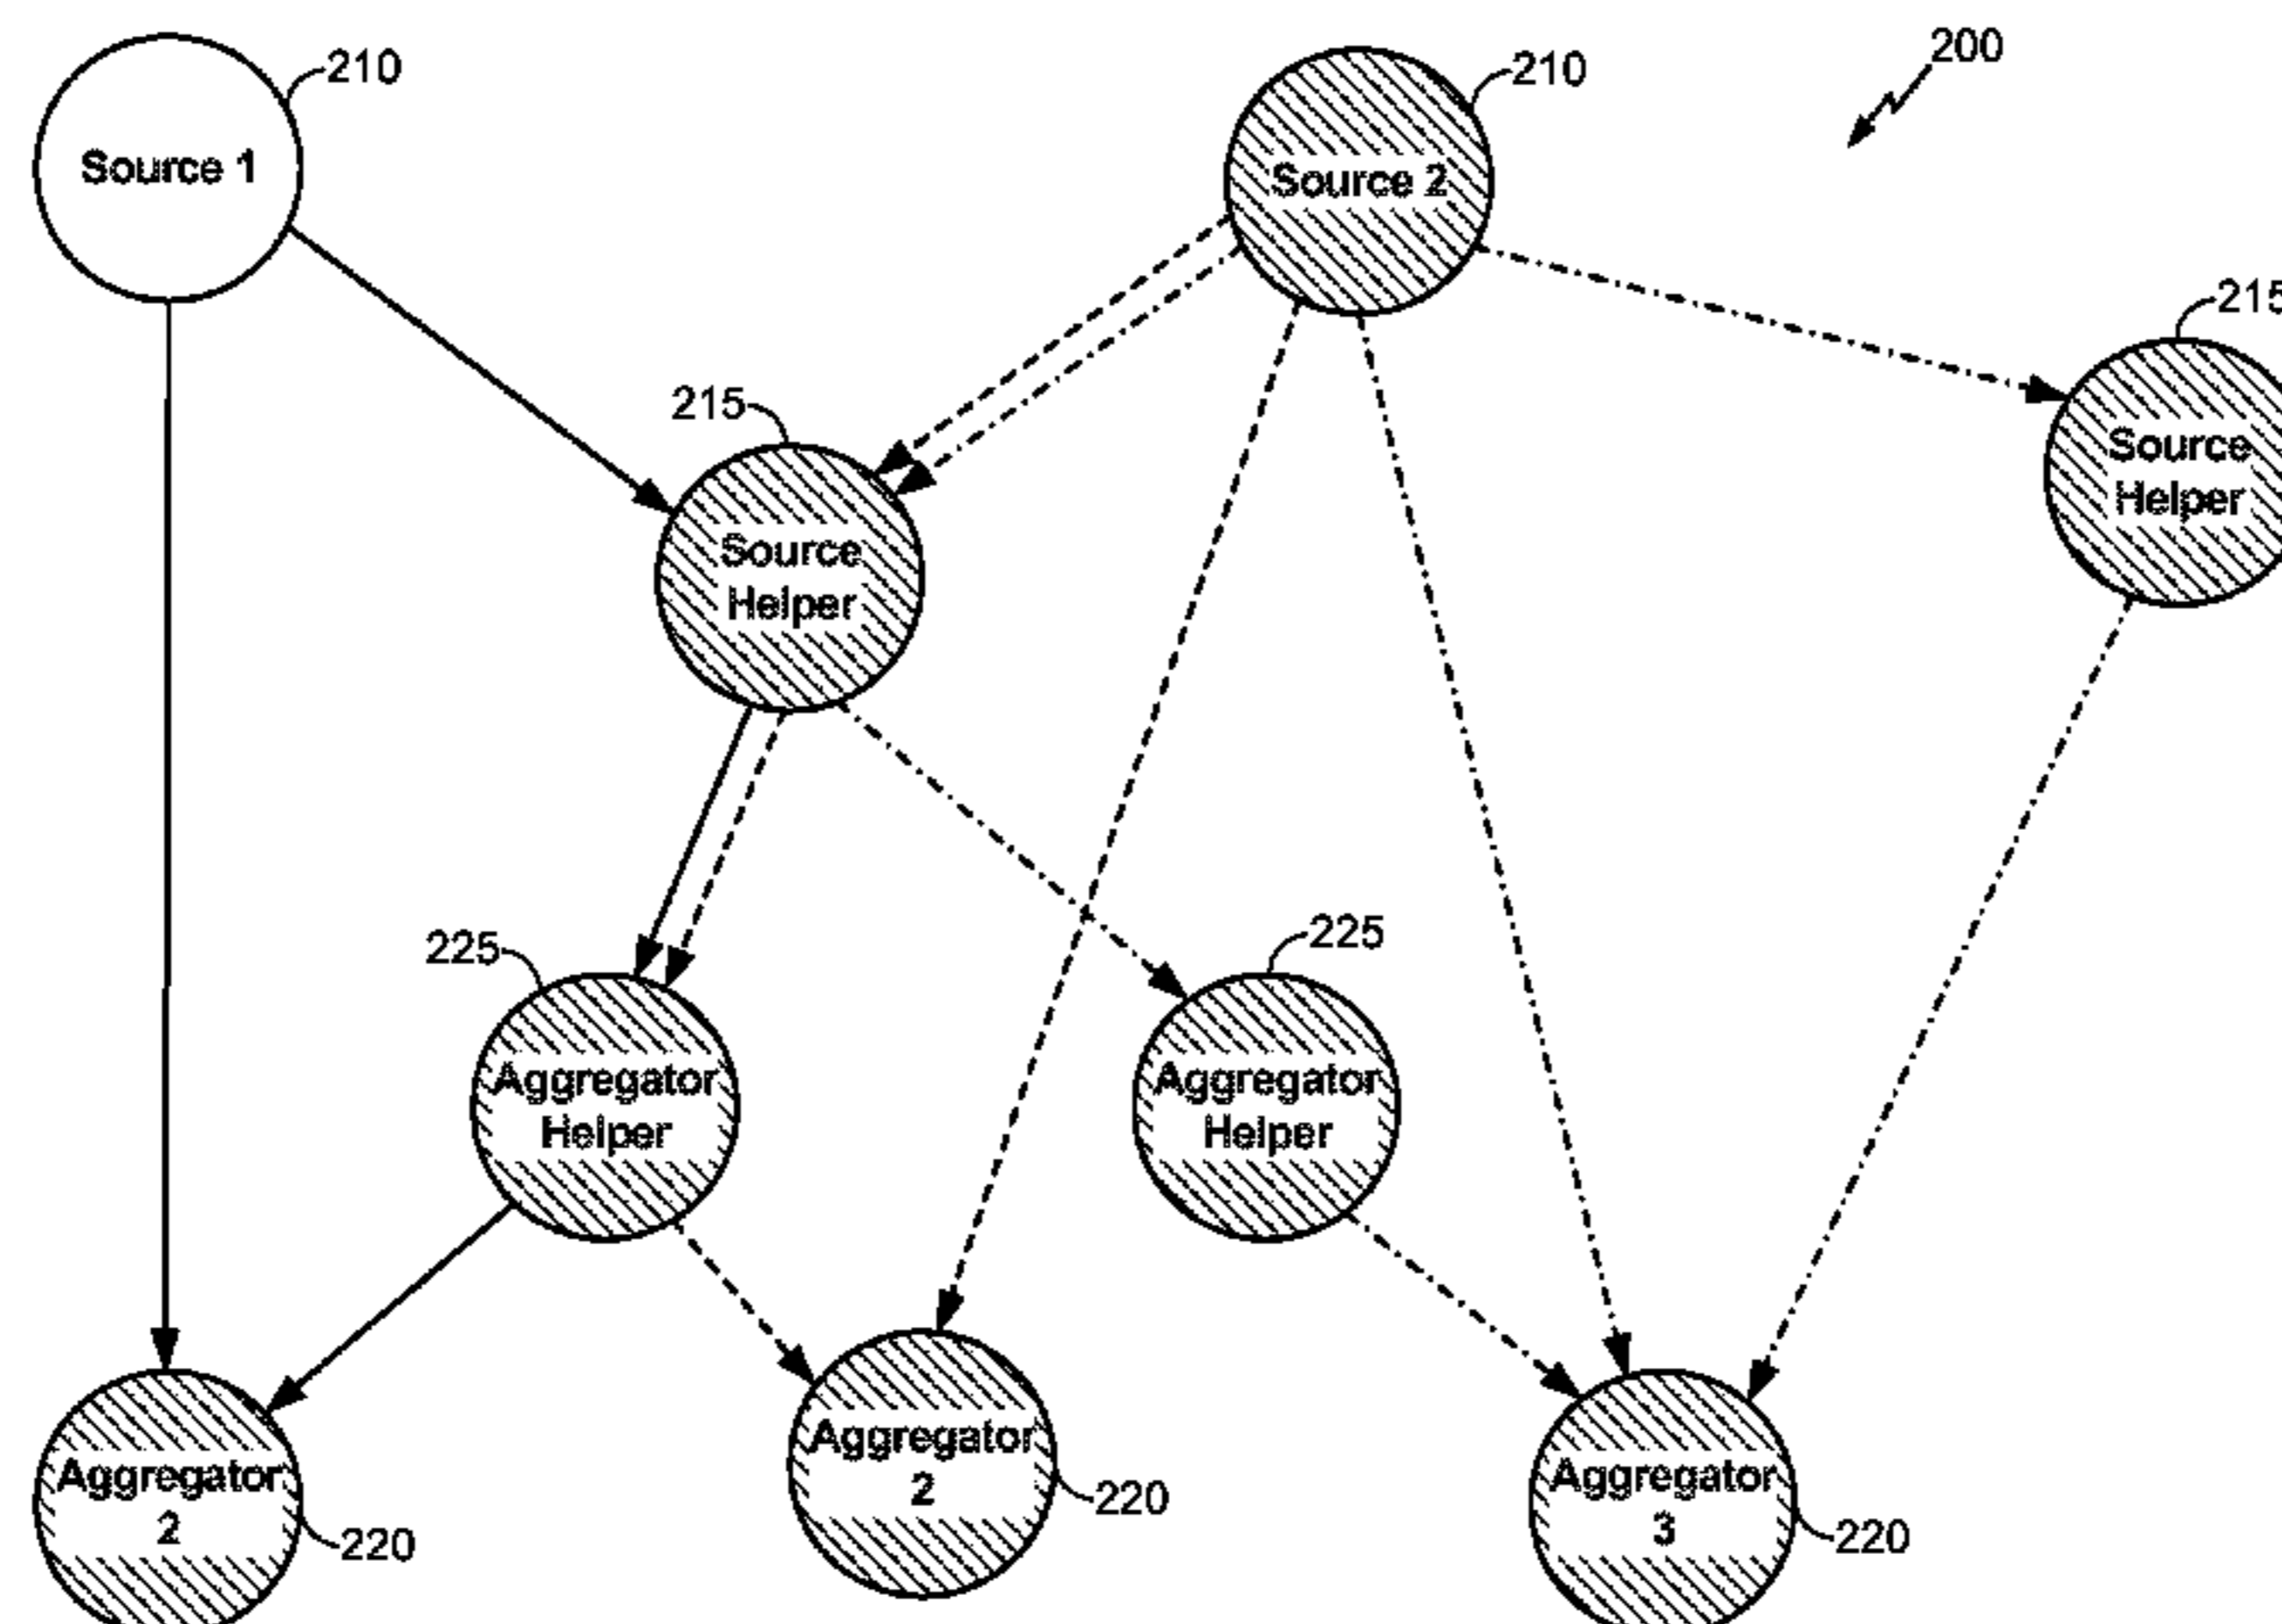 210
210
200
Source 1
Source 2
215
215
Source
Helper
Source
Helper
225
225
Aggregator
Helper
Aggregator
Helper
Aggregator
2
220
Aggregator
2
220
Aggregator
3
220